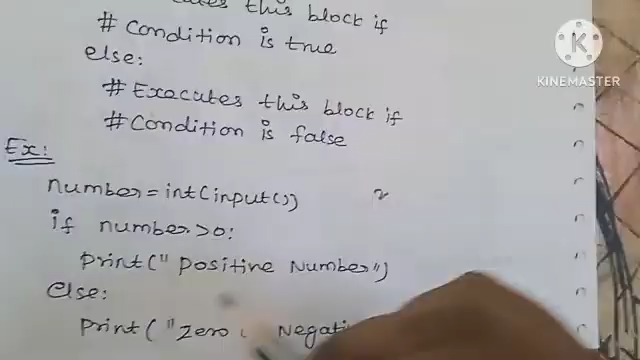 this block if
# Condition is true
else:
# Executes this block if
# Condition is false
Ex:
number = int(input())
if number>0:
print(" positive Number")
else:
print("Zero
KINEMASTER